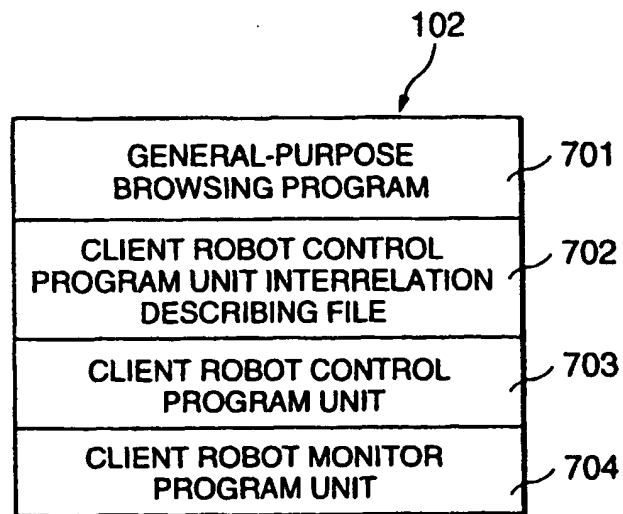 102
GENERAL-PURPOSE
BROWSING PROGRAM
701
CLIENT ROBOT CONTROL
PROGRAM UNIT INTERRELATION
DESCRIBING FILE
702
CLIENT ROBOT CONTROL
PROGRAM UNIT
703
CLIENT ROBOT MONITOR
PROGRAM UNIT
704